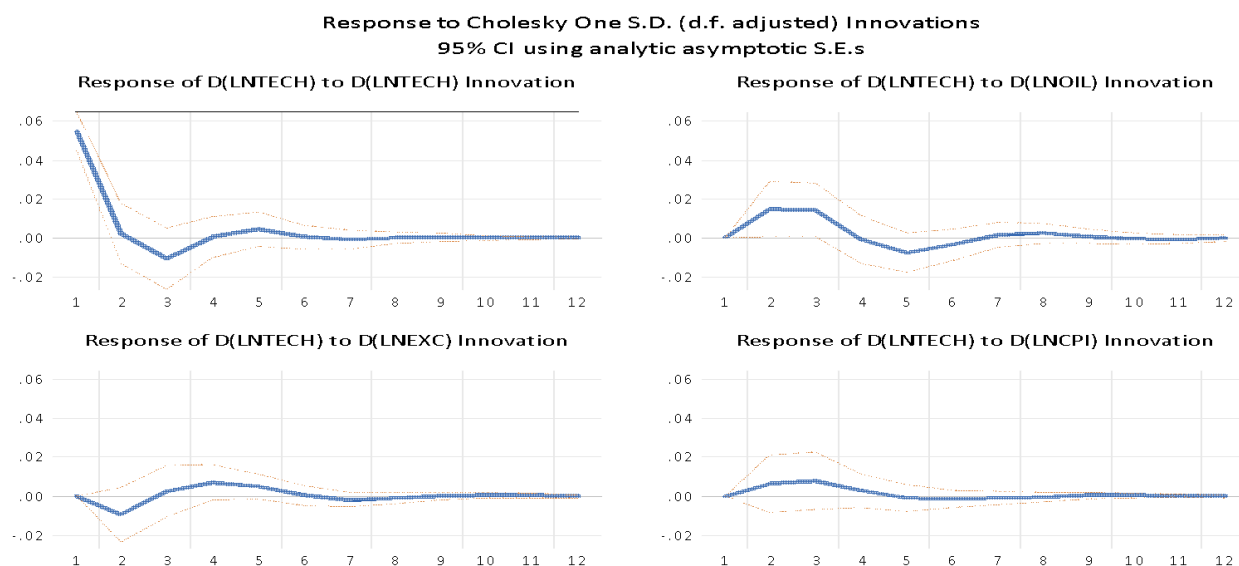 Response to Cholesky One S.D. (d.f. adjusted) Innovations
95% CI using analytic asymptotic S.E.s
Response of D(LNTECH) to D(LNTECH) Innovation
.06
.04
.02
.00
-.02
1 2 3 4 5 6 7 8 9 10 11 12
Response of D(LNTECH) to D(LNOIL) Innovation
.06
.04
.02
.00
-.02
1 2 3 4 5 6 7 8 9 10 11 12
Response of D(LNTECH) to D(LNEXC) Innovation
.06
.04
.02
.00
-.02
1 2 3 4 5 6 7 8 9 10 11 12
Response of D(LNTECH) to D(LNCPI) Innovation
.06
.04
.02
.00
-.02
1 2 3 4 5 6 7 8 9 10 11 12